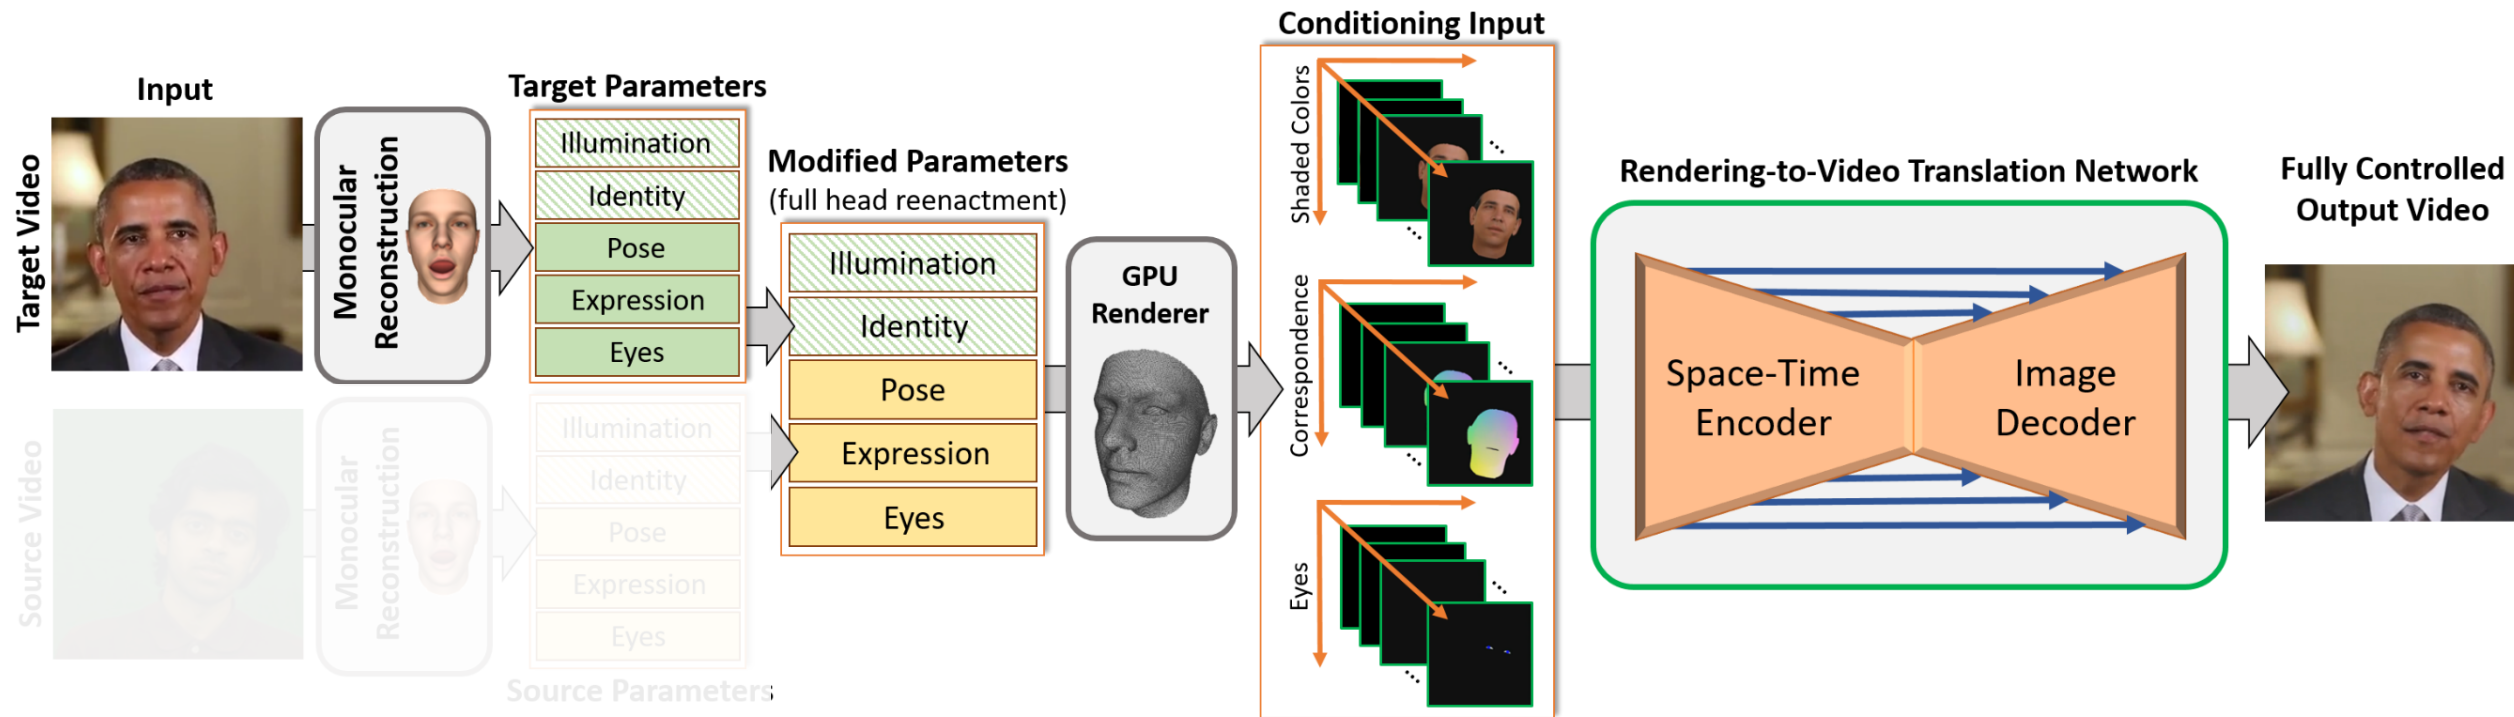 Input
Target Video
Monocular
Reconstruction
Target Parameters
Illumination
Identity
Pose
Expression
Eyes
Source Video
Monocular
Reconstruction
Illumination
Identity
Pose
Expression
Eyes
Source Parameters
Modified Parameters
(full head reenactment)
Illumination
Identity
Pose
Expression
Eyes
GPU
Renderer
Conditioning Input
Shaded Colors
...
...
Correspondence
...
...
Eyes
...
...
Rendering-to-Video Translation Network
Space-Time
Encoder
Image
Decoder
Fully Controlled
Output Video